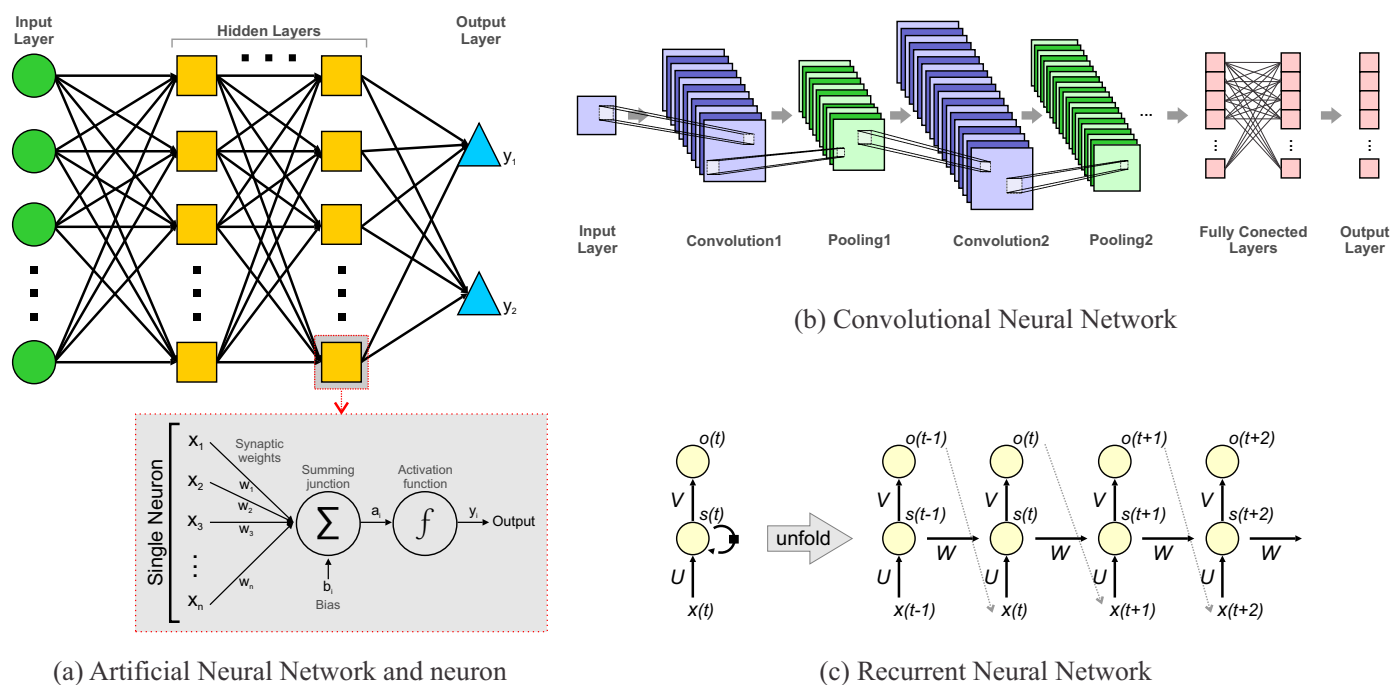 Input
Layer
Hidden Layers
Output
Layer
y1
y2
Single Neuron
x1
x2
x3
xn
Synaptic
weights
w1
w2
w3
wn
Summing
junction
Σ
bi
Bias
ai
Activation
function
f
yi
Output
(a) Artificial Neural Network and neuron
Input
Layer
Convolution1
Pooling1
Convolution2
Pooling2
...
Fully Conected
Layers
Output
Layer
(b) Convolutional Neural Network
o(t)
V
s(t)
U
x(t)
unfold
o(t-1)
o(t)
o(t+1)
o(t+2)
V
V
V
V
s(t-1)
s(t)
s(t+1)
s(t+2)
W
W
W
W
U
U
U
U
x(t-1)
x(t)
x(t+1)
x(t+2)
(c) Recurrent Neural Network